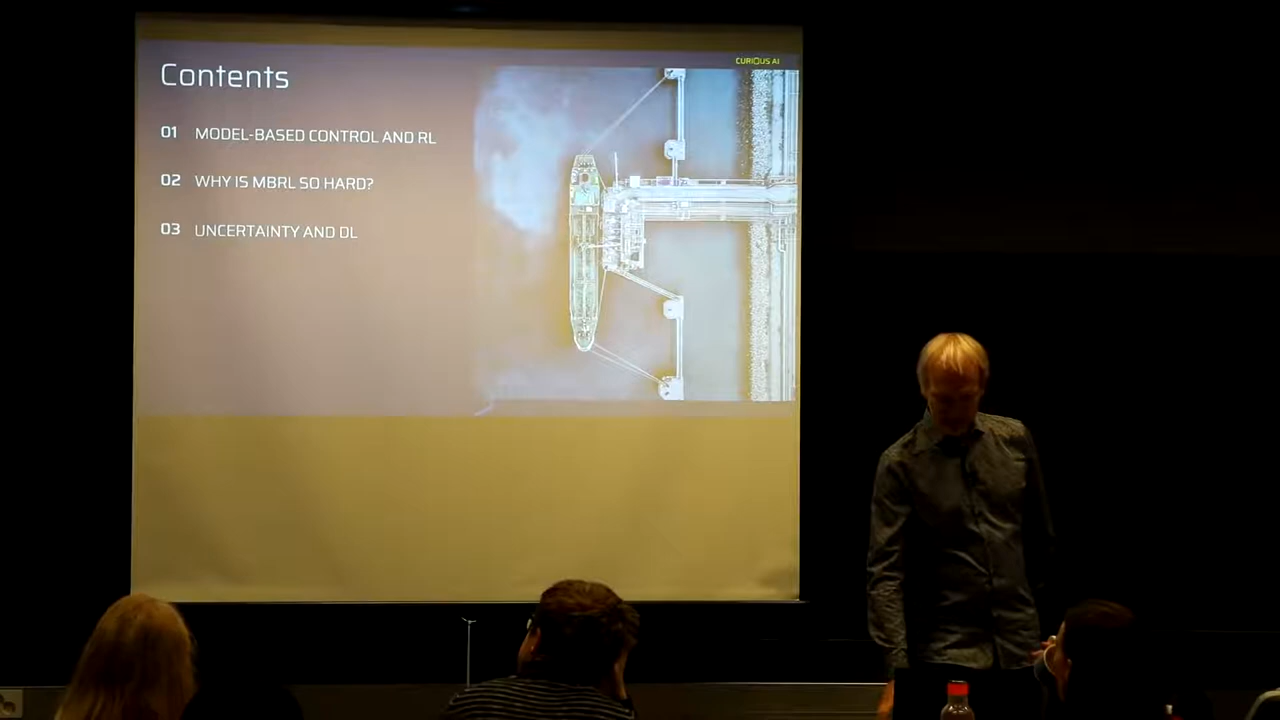 CURIOUS AI
Contents
01 MODEL-BASED CONTROL AND RL
02 WHY IS MBRL SO HARD?
03 UNCERTAINTY AND DL